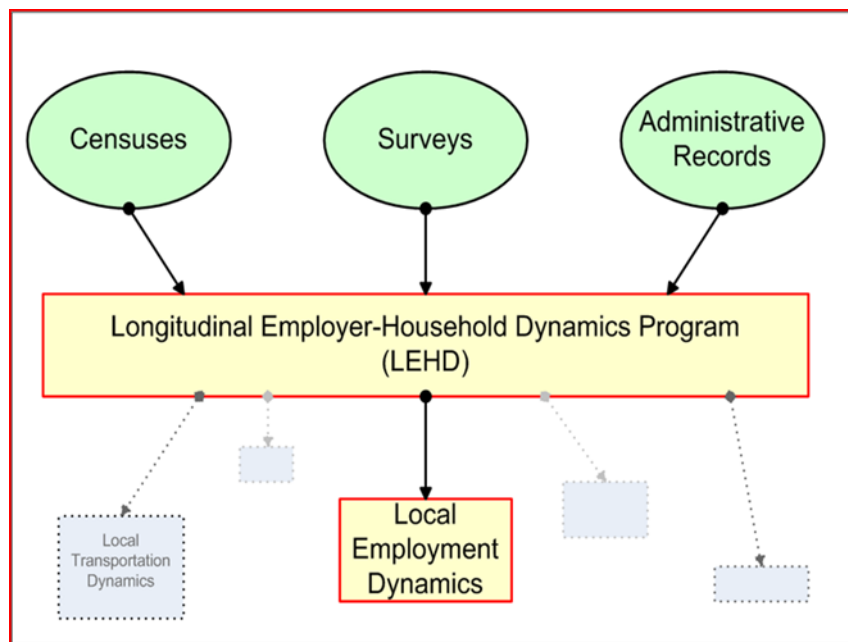 Censuses
Surveys
Administrative
Records
Longitudinal Employer-Household Dynamics Program
(LEHD)
Local
Transportation
Dynamics
Local
Employment
Dynamics